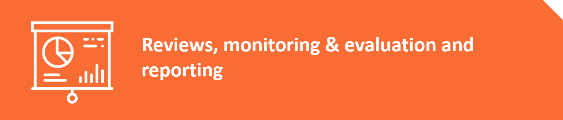 Reviews, monitoring & evaluation and
reporting